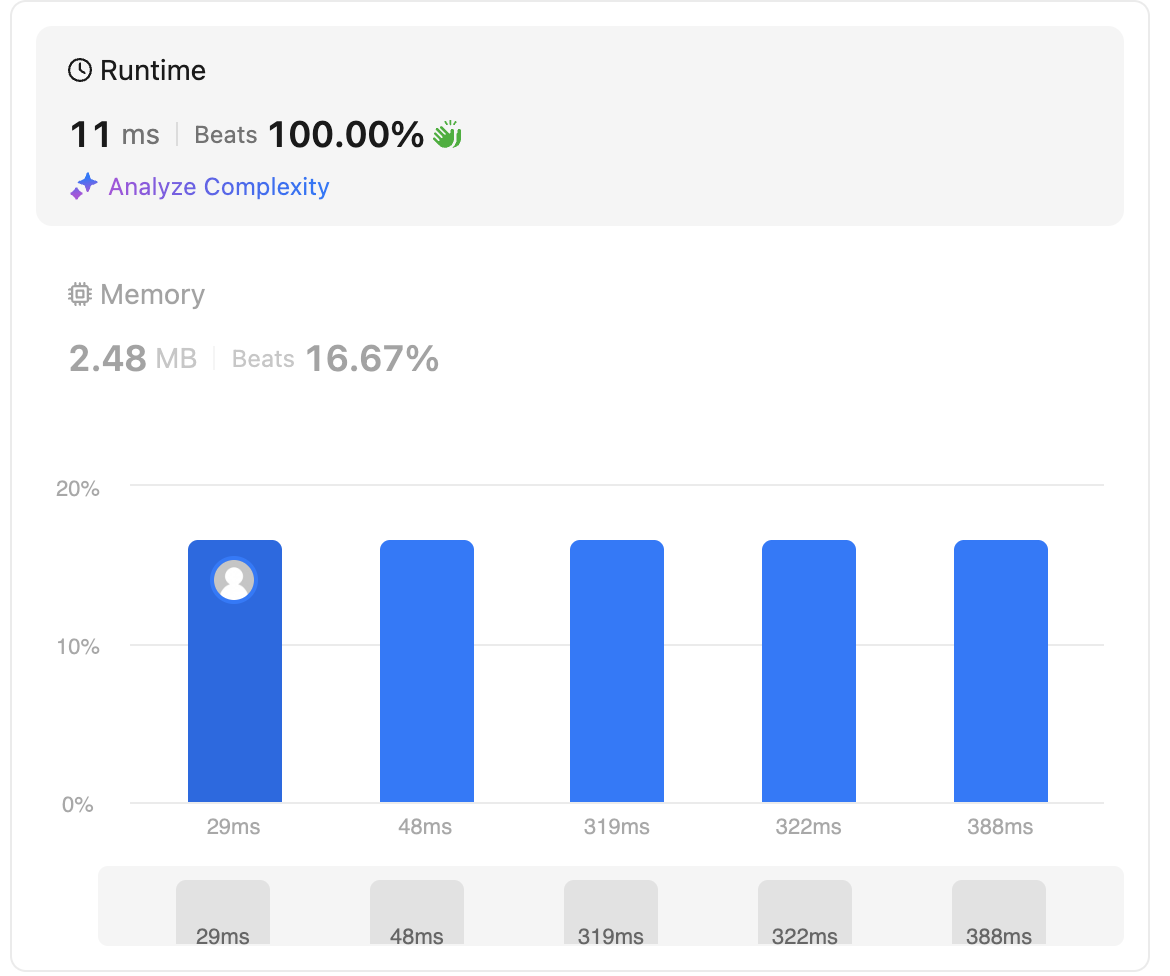 Runtime
11 ms | Beats 100.00%
Analyze Complexity
Memory
2.48 MB | Beats 16.67%
20%
10%
0%
29ms 48ms 319ms 322ms 388ms
29ms 48ms 319ms 322ms 388ms